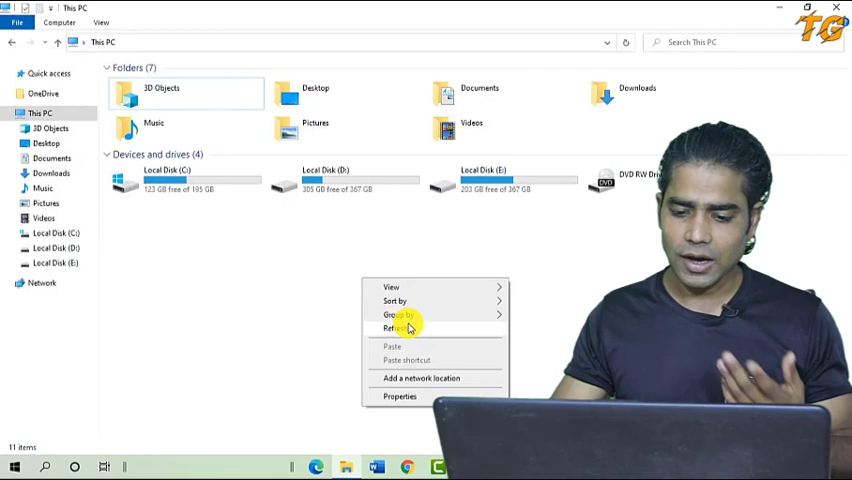 This PC
File
Computer
View
This PC
Search This PC
TG
Quick access
OneDrive
This PC
3D Objects
Desktop
Documents
Downloads
Music
Pictures
Videos
Local Disk (C:)
Local Disk (D:)
Local Disk (E:)
Network
Folders (7)
3D Objects
Desktop
Documents
Downloads
Music
Pictures
Videos
Devices and drives (4)
Local Disk (C:)
123 GB free of 195 GB
Local Disk (D:)
305 GB free of 367 GB
Local Disk (E:)
203 GB free of 367 GB
DVD RW
DVD
View
Sort by
Group by
Refresh
Paste
Paste shortcut
Add a network location
Properties
11 items